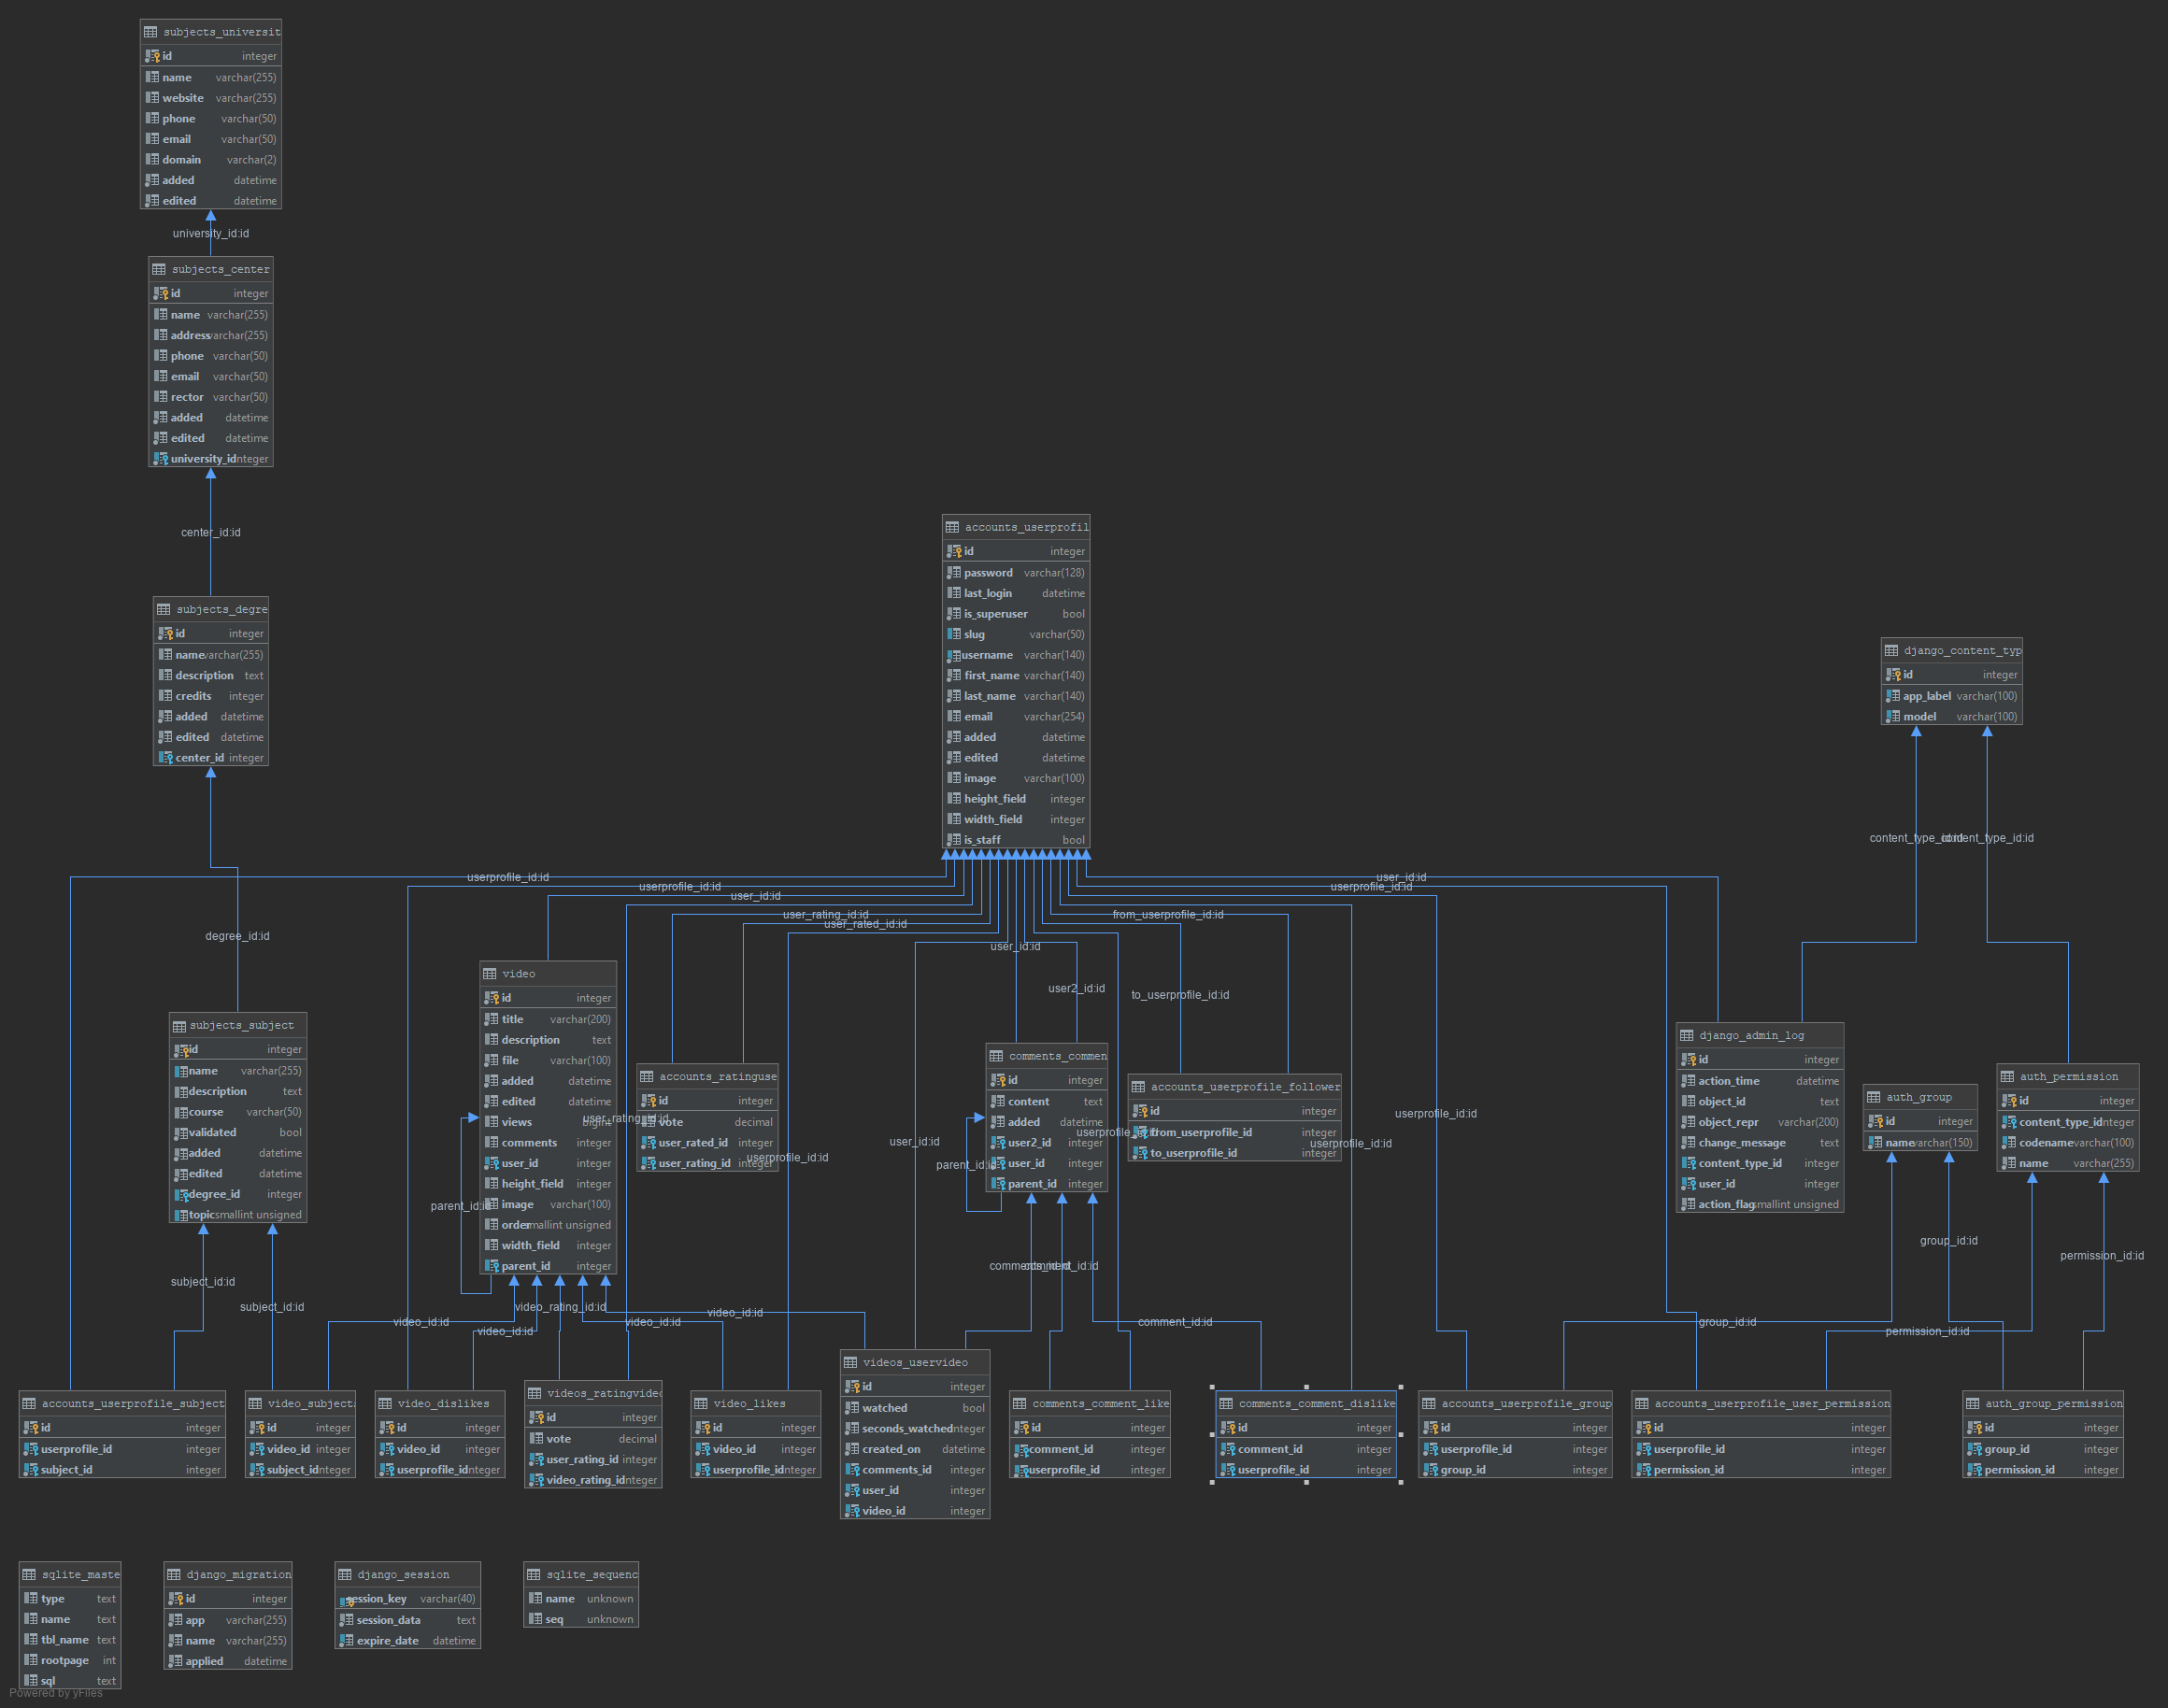 subjects_universit
id integer
name varchar(255)
website varchar(255)
phone varchar(50)
email varchar(50)
domain varchar(2)
added datetime
edited datetime
university_id:id
subjects_center
id integer
name varchar(255)
address varchar(255)
phone varchar(50)
email varchar(50)
rector varchar(50)
added datetime
edited datetime
university_id integer
center_id:id
subjects_degre
id integer
name varchar(255)
description text
credits integer
added datetime
edited datetime
center_id integer
degree_id:id
accounts_userprofil
id integer
password varchar(128)
last_login datetime
is_superuser bool
slug varchar(50)
username varchar(140)
first_name varchar(140)
last_name varchar(140)
email varchar(254)
added datetime
edited datetime
image varchar(100)
height_field integer
width_field integer
is_staff bool
django_content_typ
id integer
app_label varchar(100)
model varchar(100)
content_type_id:id
content_type_id:id
userprofile_id:id
userprofile_id:id
user_id:id
user_rating_id:id
user_rated_id:id
user_id:id
user2_id:id
from_userprofile_id:id
to_userprofile_id:id
userprofile_id:id
user_id:id
subjects_subject
id integer
name varchar(255)
description text
course varchar(50)
validated bool
added datetime
edited datetime
degree_id integer
topic smallint unsigned
video
id integer
title varchar(200)
description text
file varchar(100)
added datetime
edited datetime
views bigint
comments integer
user_id integer
height_field integer
image varchar(100)
order smallint unsigned
width_field integer
parent_id integer
parent_id:id
user_rating_id:id
accounts_ratinguse
id integer
vote decimal
user_rated_id integer
user_rating_id integer
userprofile_id:id
user_id:id
comments_commen
id integer
content text
added datetime
user2_id integer
user_id integer
parent_id integer
parent_id:id
userprofile_id:id
accounts_userprofile_follower
id integer
from_userprofile_id integer
to_userprofile_id integer
userprofile_id:id
userprofile_id:id
django_admin_log
id integer
action_time datetime
object_id text
object_repr varchar(200)
change_message text
content_type_id integer
user_id integer
action_flag smallint unsigned
auth_group
id integer
name varchar(150)
auth_permission
id integer
content_type_id integer
codename varchar(100)
name varchar(255)
subject_id:id
subject_id:id
video_id:id
video_id:id
video_rating_id:id
video_id:id
video_id:id
comments_id:id
comment_id:id
comment_id:id
group_id:id
permission_id:id
group_id:id
permission_id:id
accounts_userprofile_subject
id integer
userprofile_id integer
subject_id integer
video_subject
id integer
video_id integer
subject_id integer
video_dislikes
id integer
video_id integer
userprofile_id integer
videos_ratingvideo
id integer
vote decimal
user_rating_id integer
video_rating_id integer
video_likes
id integer
video_id integer
userprofile_id integer
videos_uservideo
id integer
watched bool
seconds_watched integer
created_on datetime
comments_id integer
user_id integer
video_id integer
comments_comment_like
id integer
comment_id integer
userprofile_id integer
comments_comment_dislike
id integer
comment_id integer
userprofile_id integer
accounts_userprofile_group
id integer
userprofile_id integer
group_id integer
accounts_userprofile_user_permission
id integer
userprofile_id integer
permission_id integer
auth_group_permission
id integer
group_id integer
permission_id integer
sqlite_maste
type text
name text
tbl_name text
rootpage int
sql text
django_migration
id integer
app varchar(255)
name varchar(255)
applied datetime
django_session
session_key varchar(40)
session_data text
expire_date datetime
sqlite_sequenc
name unknown
seq unknown
Powered by yFiles